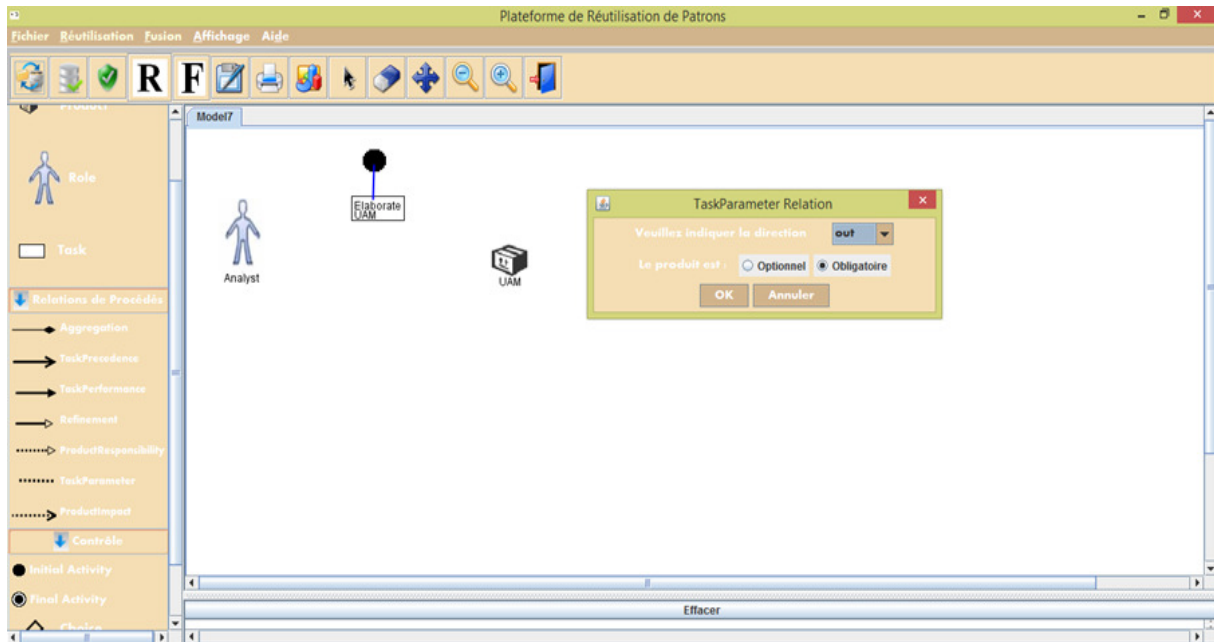 Plateforme de Réutilisation de Patrons
Fichier Réutilisation Fusion Affichage Aide
R F
Product
Role
Task
Relations de Procédés
Aggregation
TaskPrecedence
TaskPerformance
Refinement
ProductResponsibility
TaskParameter
ProductImpact
Contrôle
Initial Activity
Final Activity
Choice
Model7
Elaborate
UAM
Analyst
UAM
TaskParameter Relation
Veuillez indiquer la direction out
Le produit est : Optionnel Obligatoire
OK Annuler
Effacer